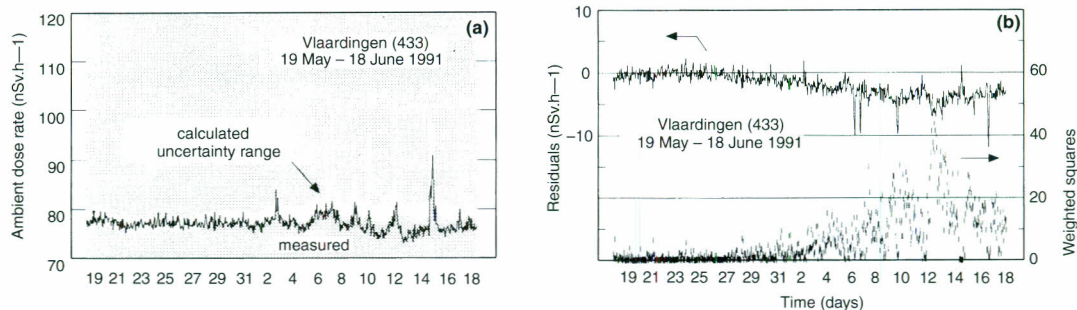 (a)
Ambient dose rate (nSv.h—1)
120
110
100
90
80
70
Vlaardingen (433)
19 May – 18 June 1991
calculated
uncertainty range
measured
19 21 23 25 27 29 31 2 4 6 8 10 12 14 16 18
(b)
Residuals (nSv.h—1)
10
0
-10
Vlaardingen (433)
19 May – 18 June 1991
60
40
20
0
Weighted squares
19 21 23 25 27 29 31 2 4 6 8 10 12 14 16 18
Time (days)